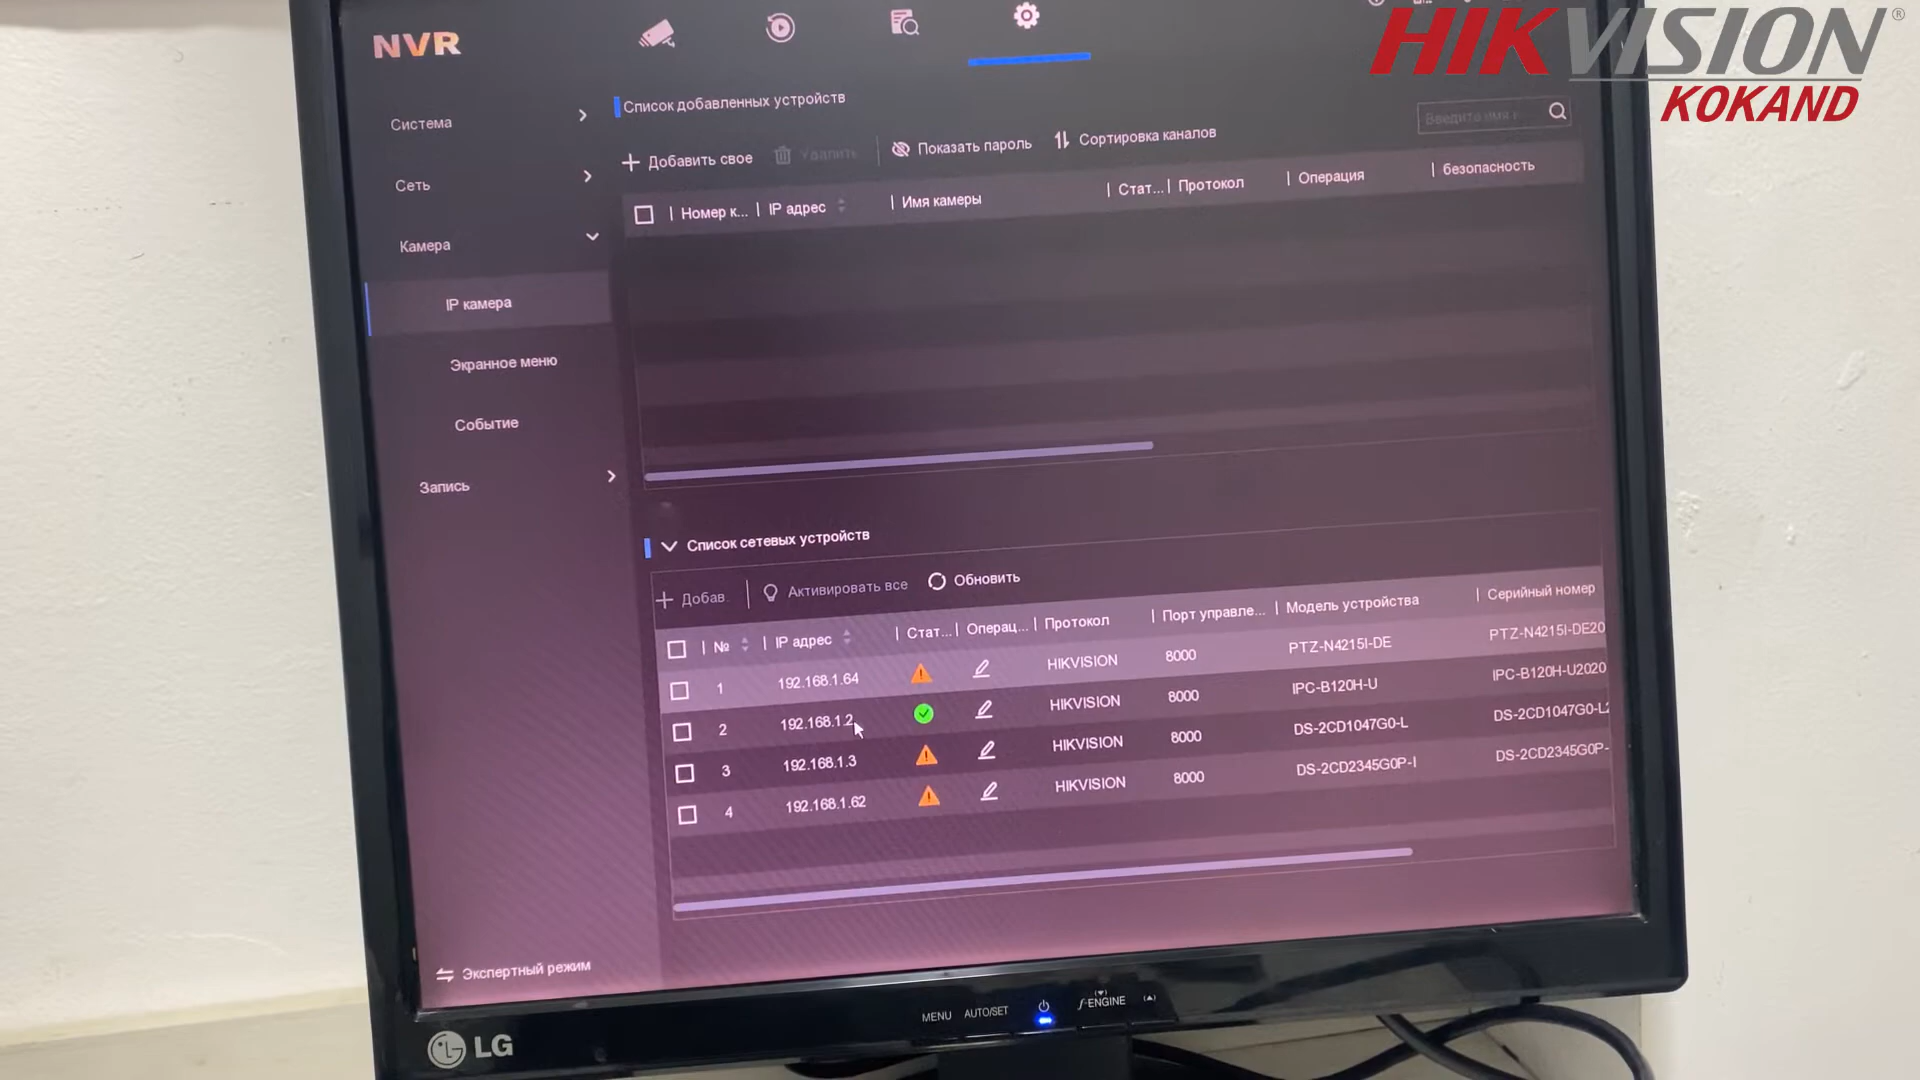 HIKVISION®
KOKAND
NVR
Система
Сеть
Камера
IP камера
Экранное меню
Событие
Запись
Экспертный режим
Список добавленных устройств
Добавить свое
Удалить
Показать пароль
Сортировка каналов
Введите имя
Номер к... | IP адрес | Имя камеры | Стат... | Протокол | Операция | безопасность
Список сетевых устройств
Добав.
Активировать все
Обновить
№ | IP адрес | Стат... | Операц... | Протокол | Порт управле... | Модель устройства | Серийный номер
1 192.168.1.64 HIKVISION 8000 PTZ-N4215I-DE PTZ-N4215I-DE20
2 192.168.1.2 HIKVISION 8000 IPC-B120H-U IPC-B120H-U2020
3 192.168.1.3 HIKVISION 8000 DS-2CD1047G0-L DS-2CD1047G0-L2
4 192.168.1.62 HIKVISION 8000 DS-2CD2345G0P-I DS-2CD2345G0P-
MENU AUTO/SET f-ENGINE
LG